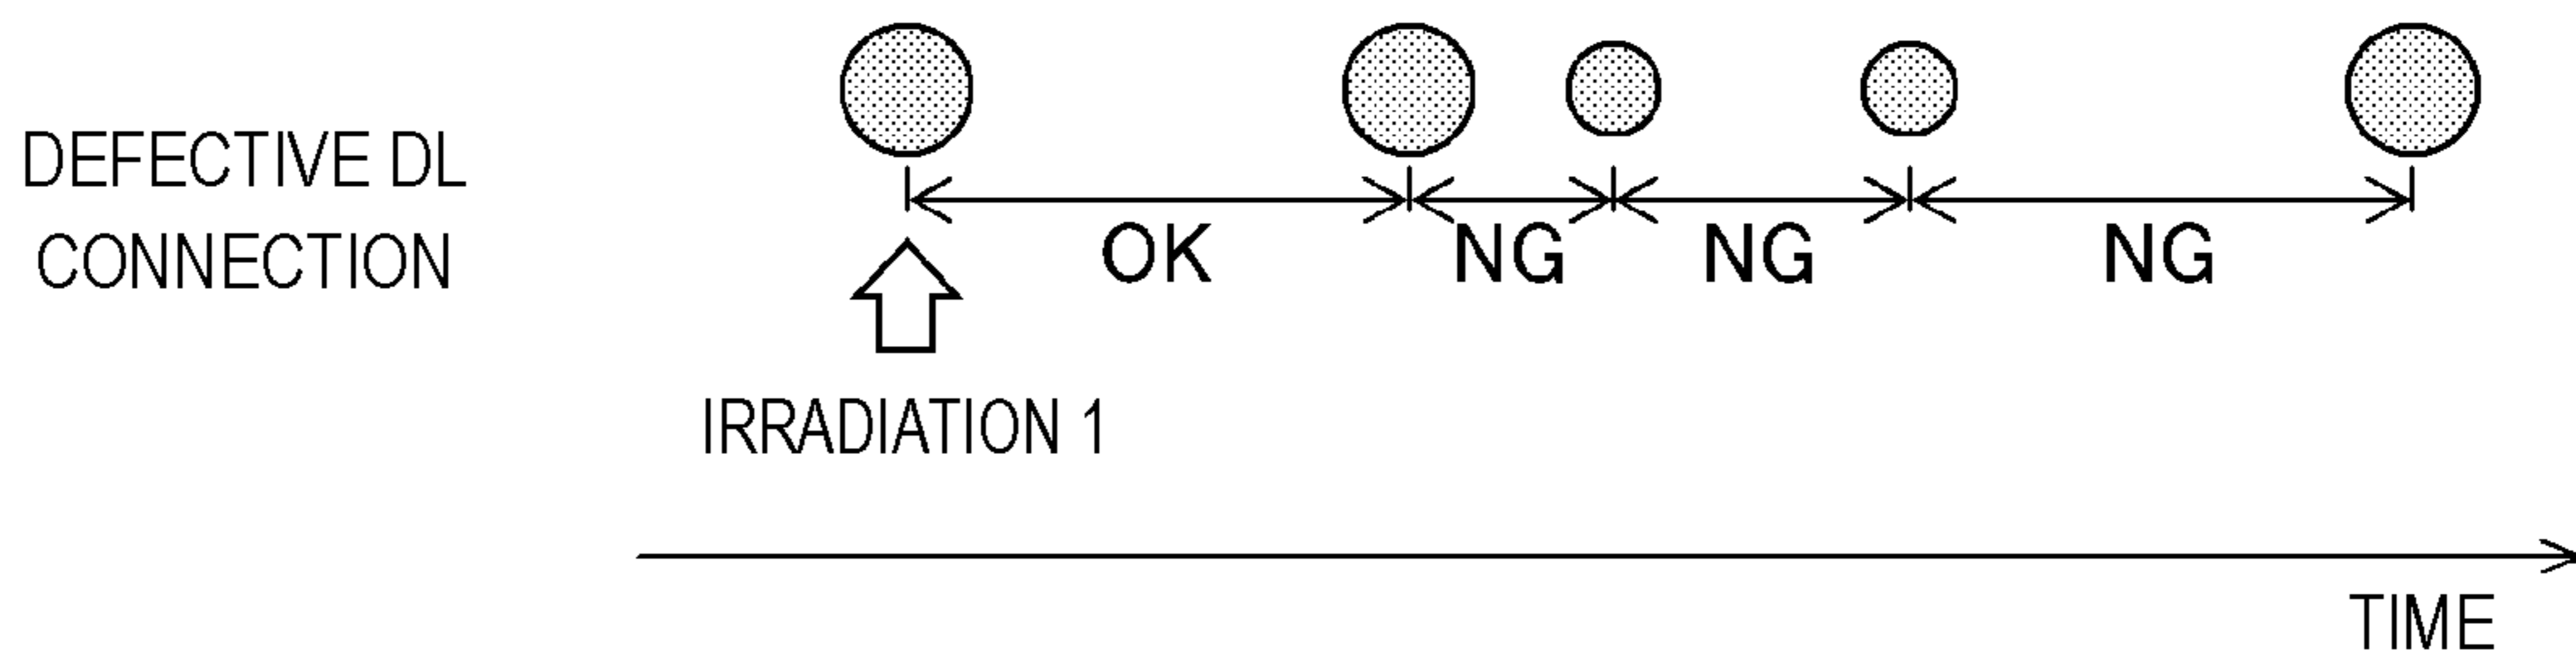 DEFECTIVE DL
CONNECTION
OK
NG
NG
NG
IRRADIATION 1
TIME